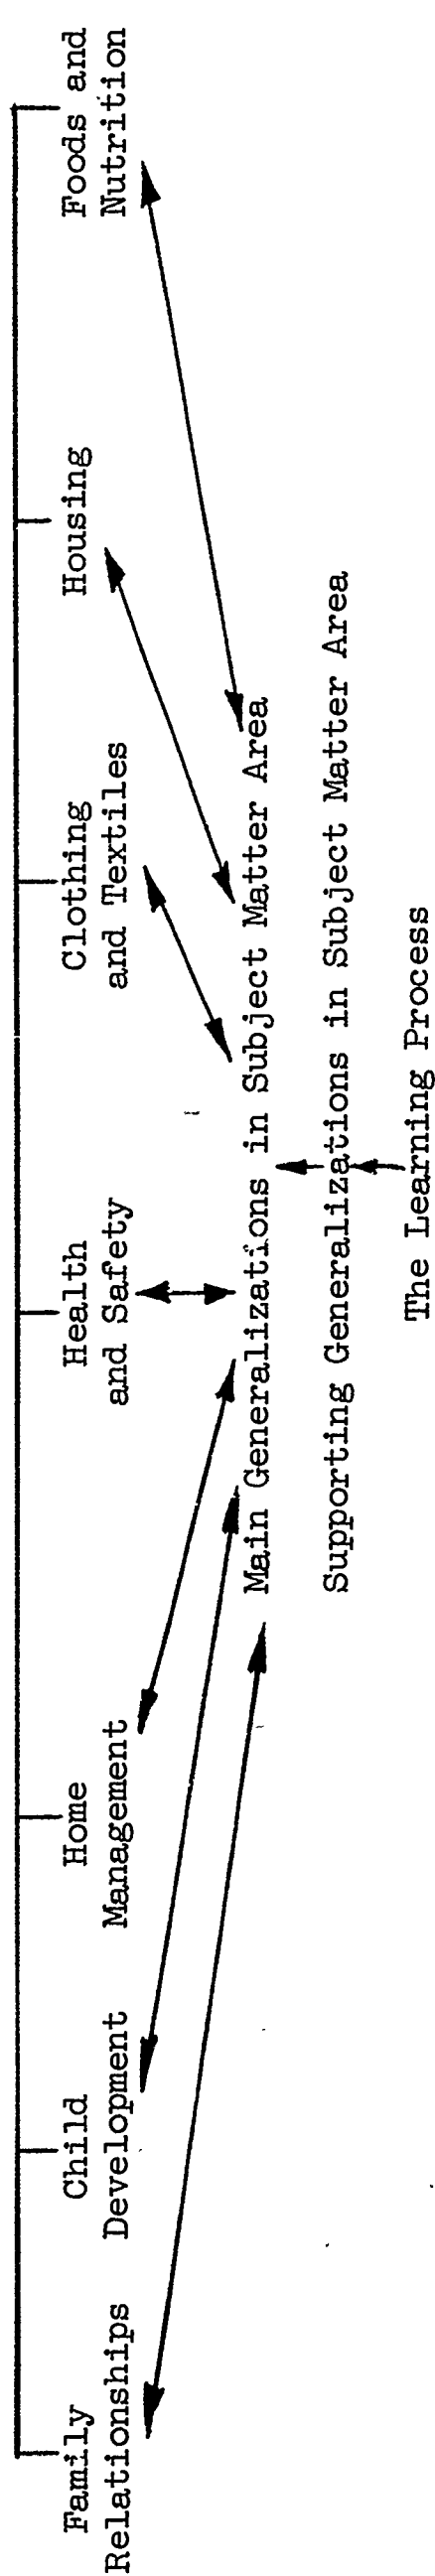 Family
Relationships
Child
Development
Home
Management
Health
and Safety
Clothing
and Textiles
Housing
Foods and
Nutrition
Main Generalizations in Subject Matter Area
Supporting Generalizations in Subject Matter Area
The Learning Process